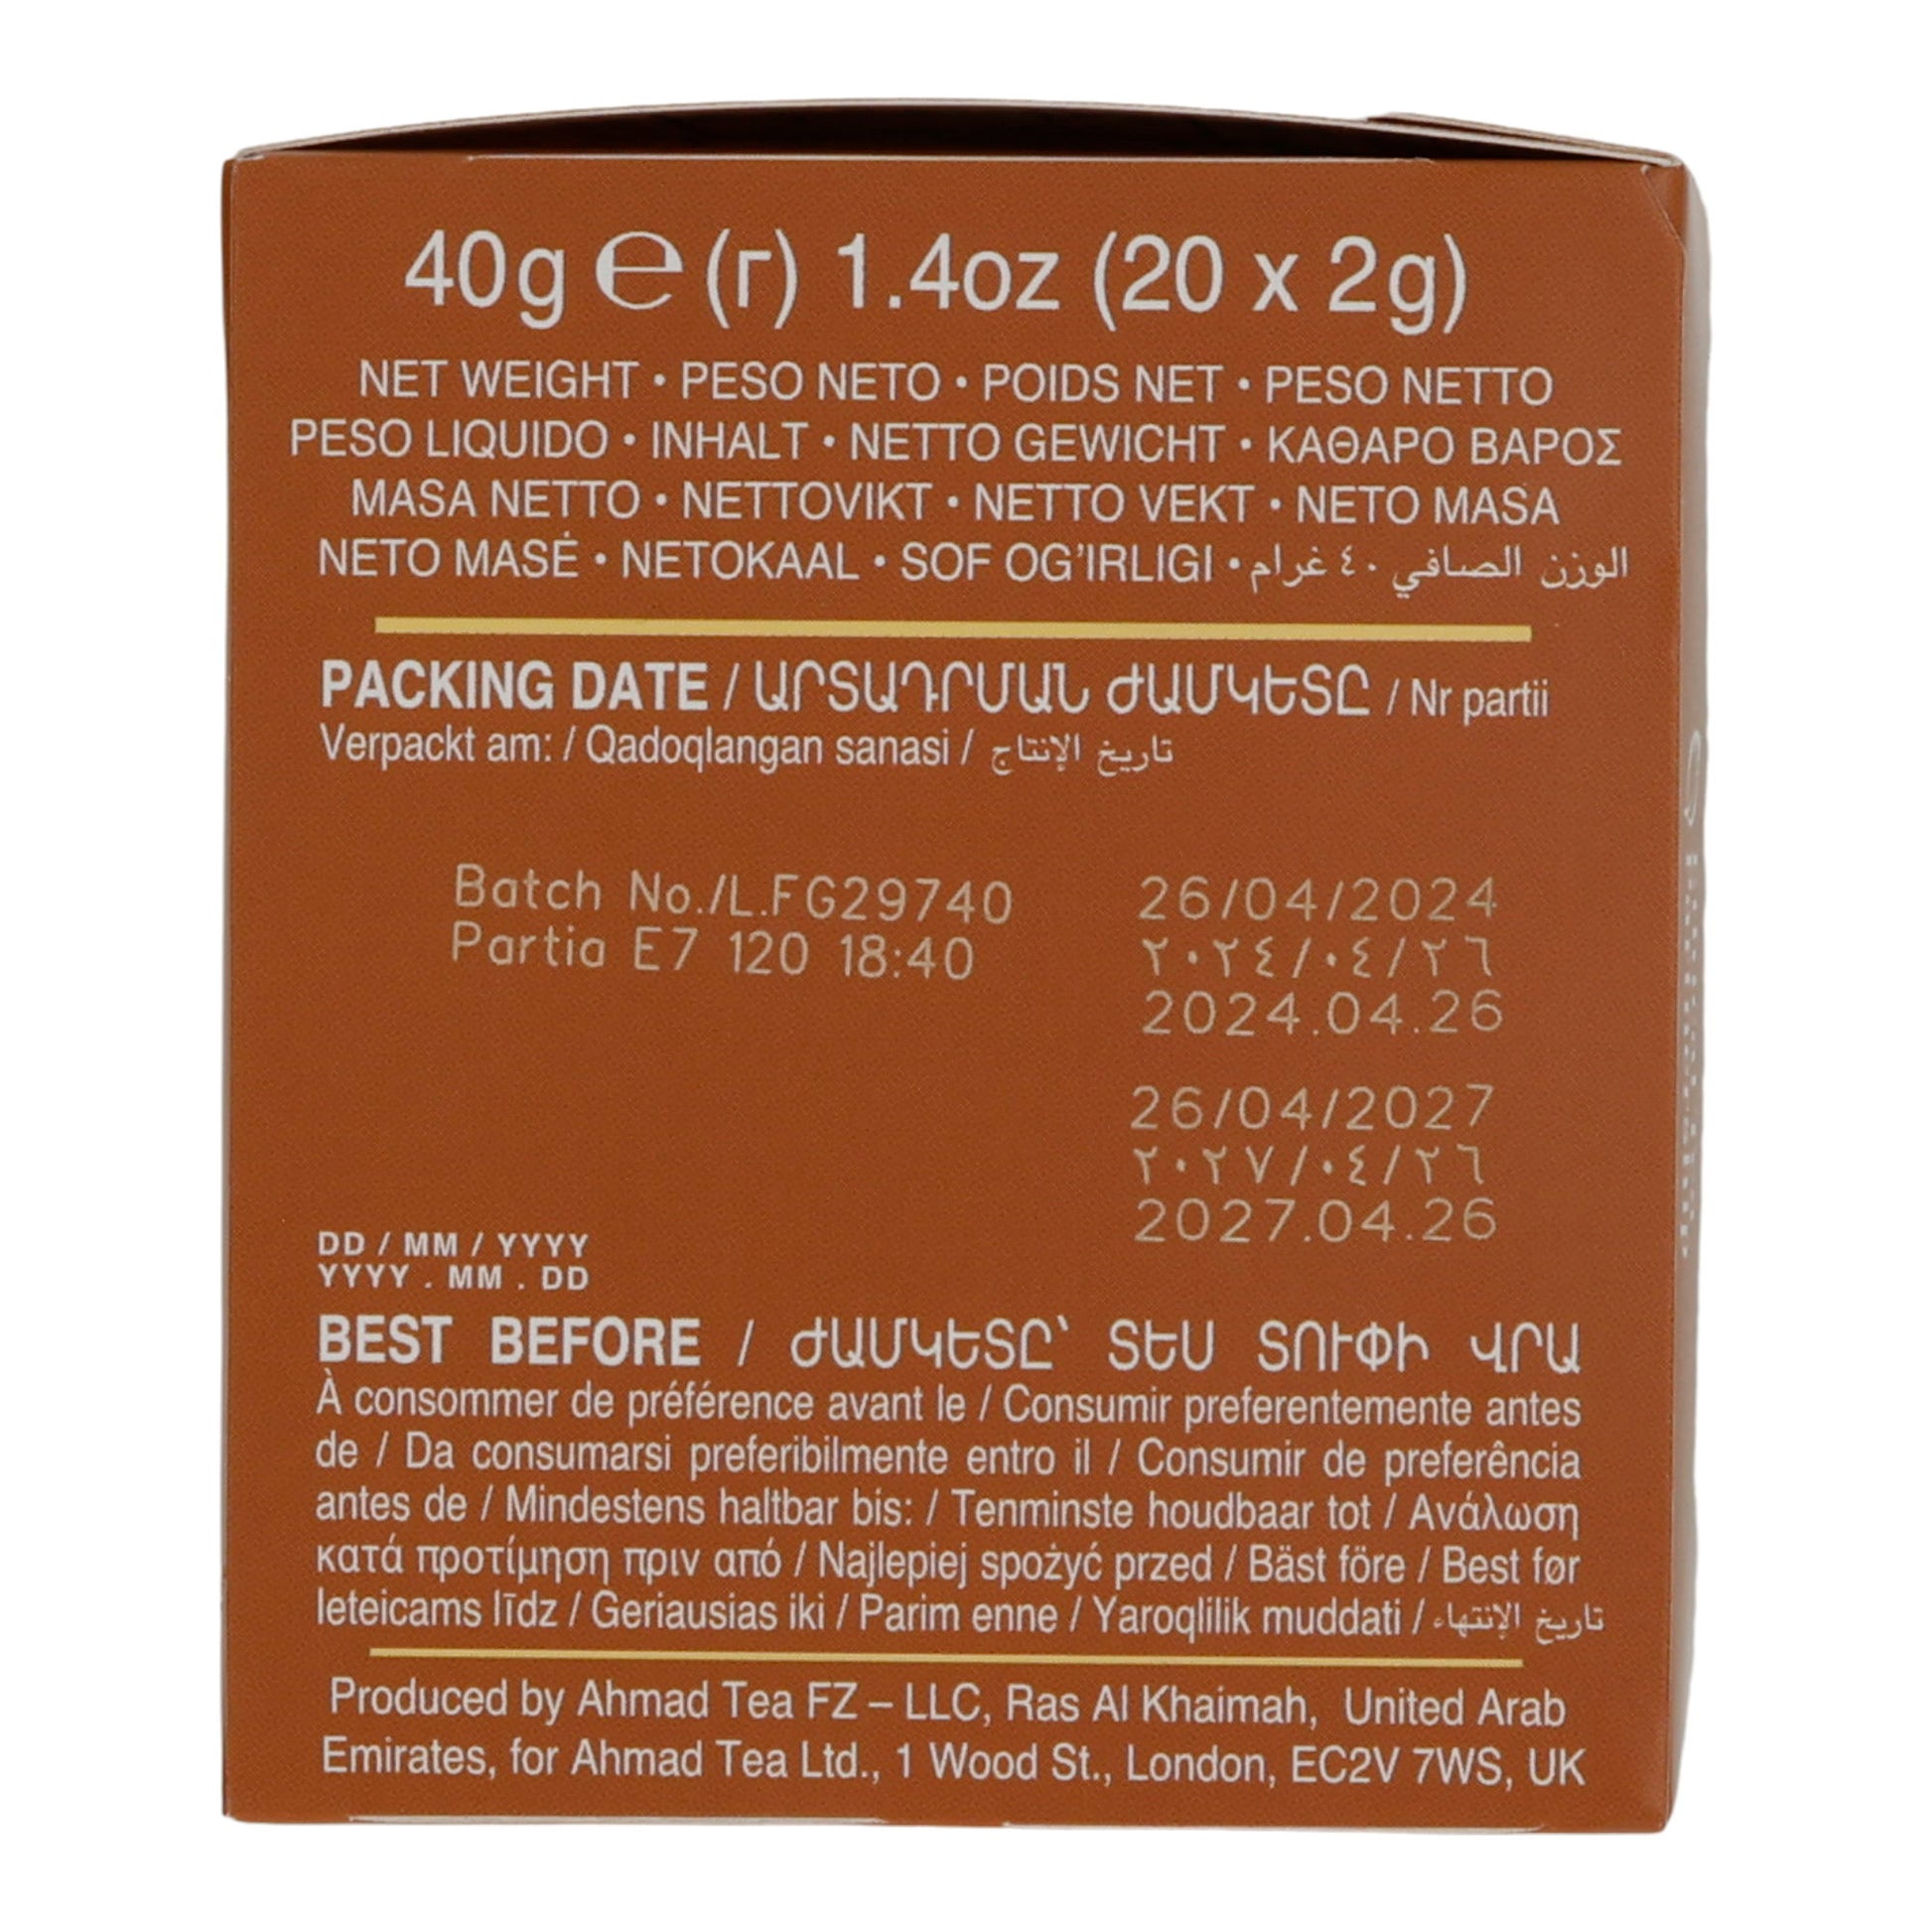 40g ℮ (г) 1.4oz (20 x 2g)
NET WEIGHT • PESO NETO • POIDS NET • PESO NETTO
PESO LIQUIDO • INHALT • NETTO GEWICHT • ΚΑΘΑΡΟ ΒΑΡΟΣ
MASA NETTO • NETTOVIKT • NETTO VEKT • NETO MASA
NETO MASĖ • NETOKAAL • SOF OG'IRLIGI • الوزن الصافي ٤٠ غرام
PACKING DATE / ԱՐՏԱԴՐՄԱՆ ԺԱՄԿԵՏԸ / Nr partii
Verpackt am: / Qadoqlangan sanasi / تاريخ الإنتاج
Batch No./L.FG29740 26/04/2024
Partia E7 120 18:40 ٢٠٢٤/٠٤/٢٦
2024.04.26
26/04/2027
٢٠٢٧/٠٤/٢٦
2027.04.26
DD / MM / YYYY
YYYY . MM . DD
BEST BEFORE / ԺԱՄԿԵՏԸ՝ ՏԵՍ ՏՈՒՓԻ ՎՐԱ
À consommer de préférence avant le / Consumir preferentemente antes
de / Da consumarsi preferibilmente entro il / Consumir de preferência
antes de / Mindestens haltbar bis: / Tenminste houdbaar tot / Ανάλωση
κατά προτίμηση πριν από / Najlepiej spożyć przed / Bäst före / Best før
leteicams līdz / Geriausias iki / Parim enne / Yaroqlilik muddati / تاريخ الإنتهاء
Produced by Ahmad Tea FZ – LLC, Ras Al Khaimah, United Arab
Emirates, for Ahmad Tea Ltd., 1 Wood St., London, EC2V 7WS, UK